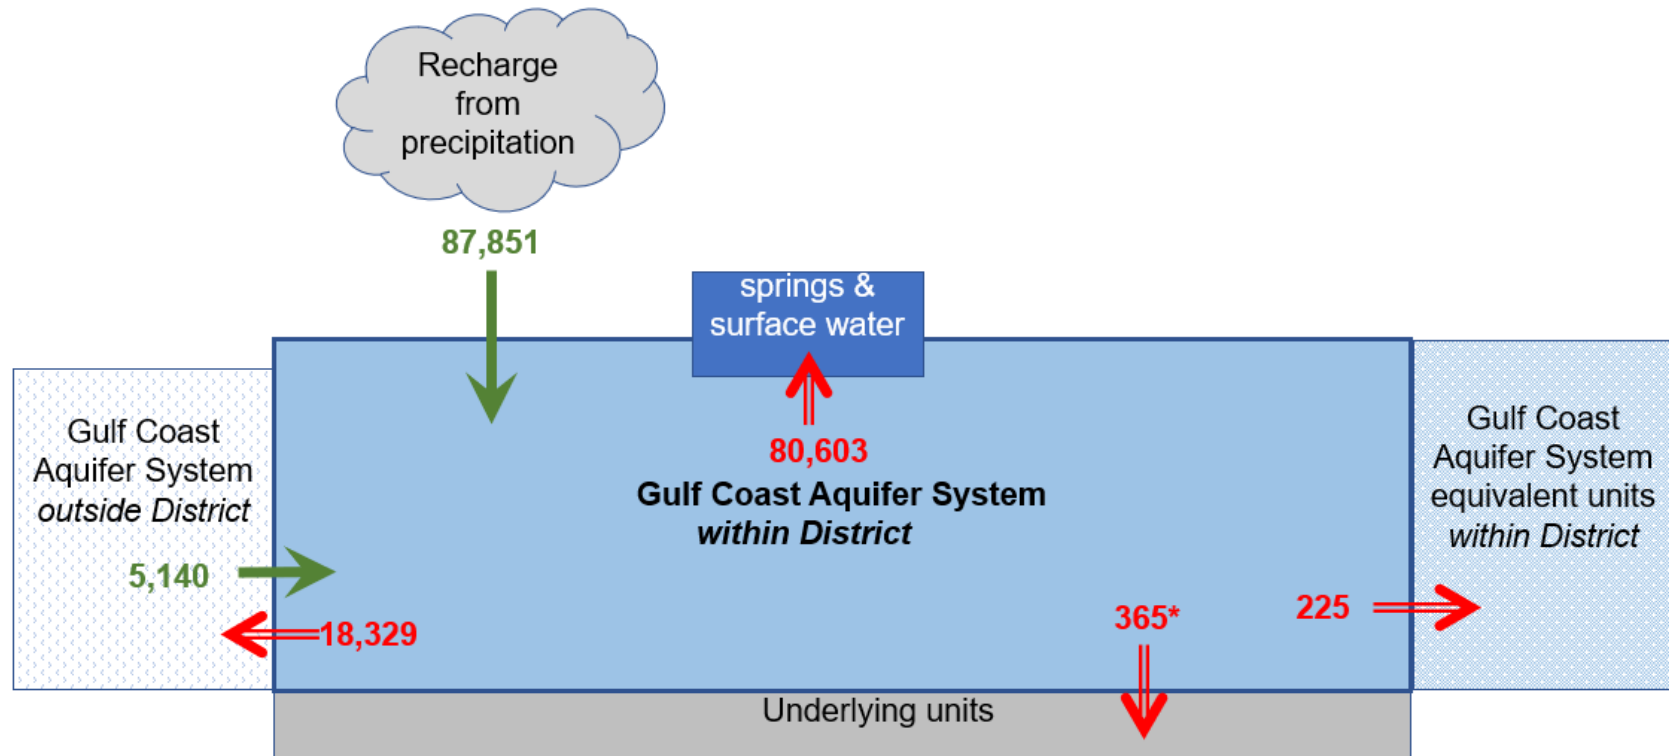 Recharge
from
precipitation
87,851
springs &
surface water
80,603
Gulf Coast Aquifer System
within District
Gulf Coast
Aquifer System
outside District
5,140
18,329
365*
225
Gulf Coast
Aquifer System
equivalent units
within District
Underlying units